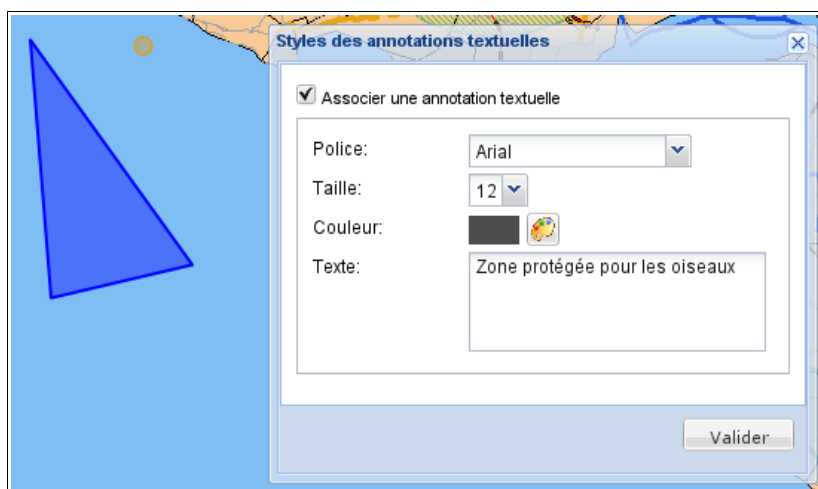 Styles des annotations textuelles
Associer une annotation textuelle
Police:
Arial
Taille:
12
Couleur:
Texte:
Zone protégée pour les oiseaux
Valider